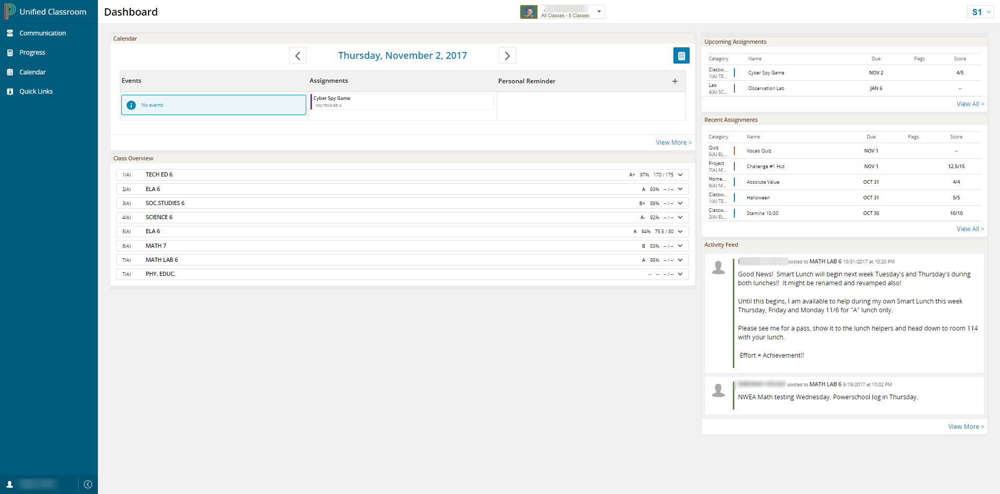 Unified Classroom
Communication
Progress
Calendar
Quick Links
Dashboard
All Classes - 8 Classes
S1
Calendar
Thursday, November 2, 2017
Events
Assignments
Personal Reminder
+
No events
Cyber Spy Game
1(A) TECH ED 6
View More >
Class Overview
1(A) TECH ED 6 A+ 97% 170 / 175
2(A) ELA 6 A 93% -- / --
3(A) SOC.STUDIES 6 B+ 89% -- / --
4(A) SCIENCE 6 A- 92% -- / --
5(A) ELA 6 A 94% 75.5 / 80
6(A) MATH 7 B 83% -- / --
7(A) MATH LAB 6 A 95% -- / --
7(A) PHY. EDUC. -- -- -- / --
Upcoming Assignments
Category Name Due Flags Score
Classw...
1(A) TE...
Cyber Spy Game NOV 2 4/5
Lab
4(A) SC...
Observation Lab JAN 6 --
View All >
Recent Assignments
Category Name Due Flags Score
Quiz
5(A) EL...
Vocab Quiz NOV 1 --
Project
7(A) M...
Challenge #1 Hut NOV 1 12.5/15
Home...
6(A) M...
Absolute Value OCT 31 4/4
Classw...
1(A) TE...
Halloween OCT 31 5/5
Classw...
2(A) EL...
Stamina 10/30 OCT 30 10/10
View All >
Activity Feed
posted to MATH LAB 6 10/31/2017 at 10:20 PM
Good News! Smart Lunch will begin next week Tuesday's and Thursday's during
both lunches!! It might be renamed and revamped also!
Until this begins, I am available to help during my own Smart Lunch this week
Thursday, Friday and Monday 11/6 for "A" lunch only.
Please see me for a pass, show it to the lunch helpers and head down to room 114
with your lunch.
Effort = Achievement!!
posted to MATH LAB 6 9/19/2017 at 10:02 PM
NWEA Math testing Wednesday. Powerschool log in Thursday.
View More >